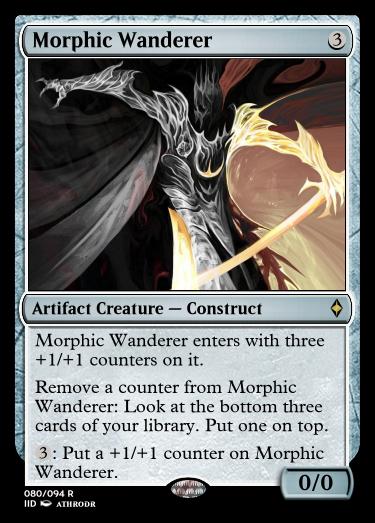 Morphic Wanderer 3
Artifact Creature — Construct
Morphic Wanderer enters with three
+1/+1 counters on it.
Remove a counter from Morphic
Wanderer: Look at the bottom three
cards of your library. Put one on top.
3 : Put a +1/+1 counter on Morphic
Wanderer.
0/0
080/094 R
IID ATHRODR